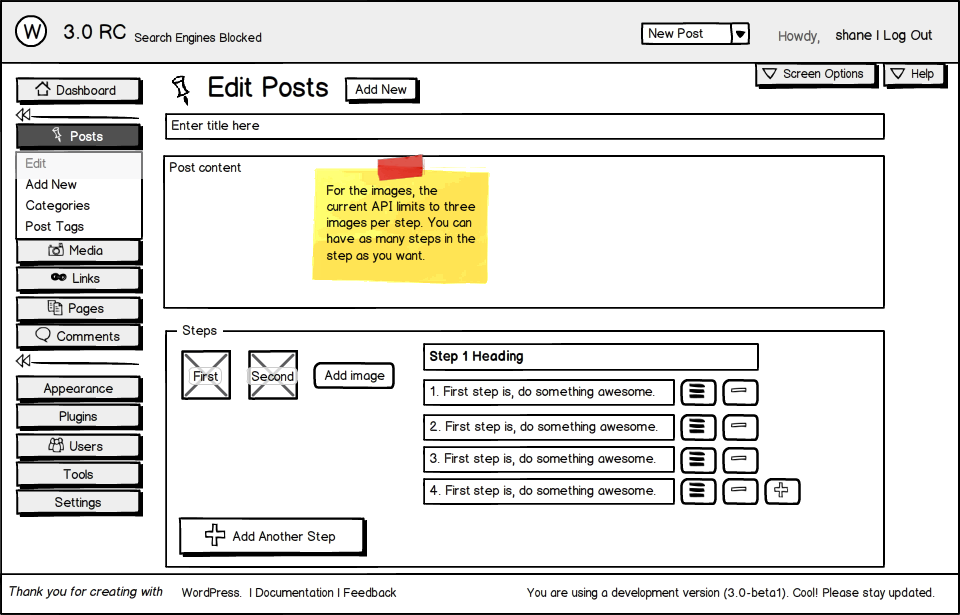 W 3.0 RC Search Engines Blocked
New Post
Howdy, shane | Log Out
Screen Options
Help
Dashboard
Posts
Edit
Add New
Categories
Post Tags
Media
Links
Pages
Comments
Appearance
Plugins
Users
Tools
Settings
Edit Posts
Add New
Enter title here
Post content
For the images, the
current API limits to three
images per step. You can
have as many steps in the
step as you want.
Steps
First
Second
Add image
Step 1 Heading
1. First step is, do something awesome.
2. First step is, do something awesome.
3. First step is, do something awesome.
4. First step is, do something awesome.
Add Another Step
Thank you for creating with WordPress. | Documentation | Feedback
You are using a development version (3.0-beta1). Cool! Please stay updated.